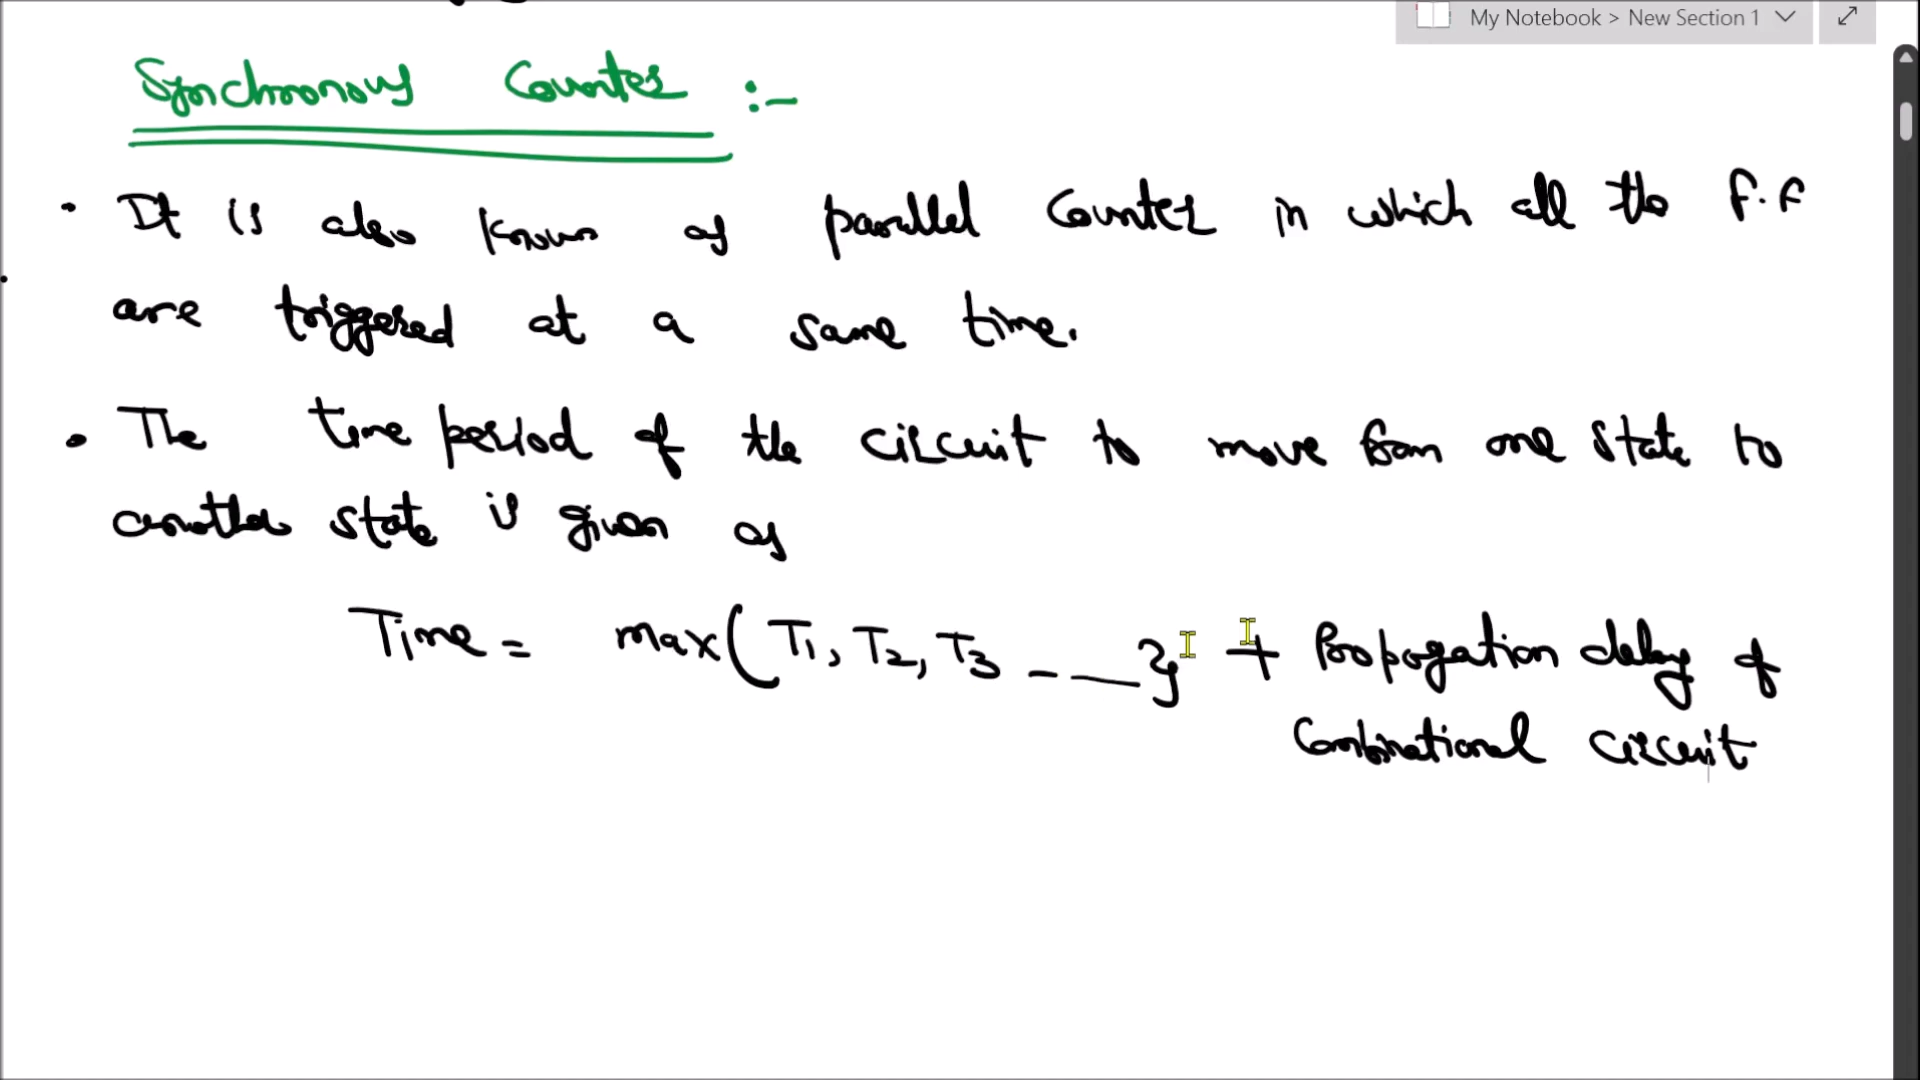 My Notebook > New Section 1
Synchronous Counter :-
• It is also known as parallel Counter in which all the F.F
are triggered at a same time.
• The time period of the circuit to move from one state to
another state is given as
Time = max( T1, T2, T3 - — } + Propogation delay of
Combinational circuit